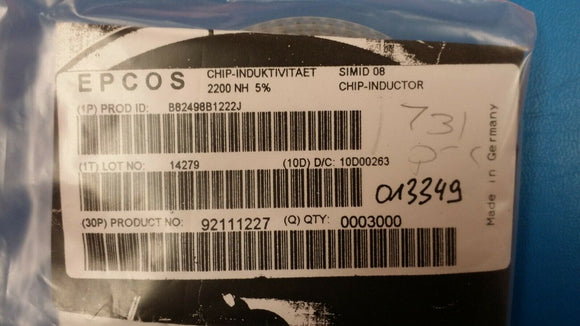 EPCOS CHIP-INDUKTIVITAET SIMID 08
2200 NH 5% CHIP-INDUCTOR
(1P) PROD ID: B82498B1222J
731
(1T) LOT NO: 14279 (10D) D/C: 10D00263
013349
(30P) PRODUCT NO: 92111227 (Q) QTY: 0003000
Made in Germany